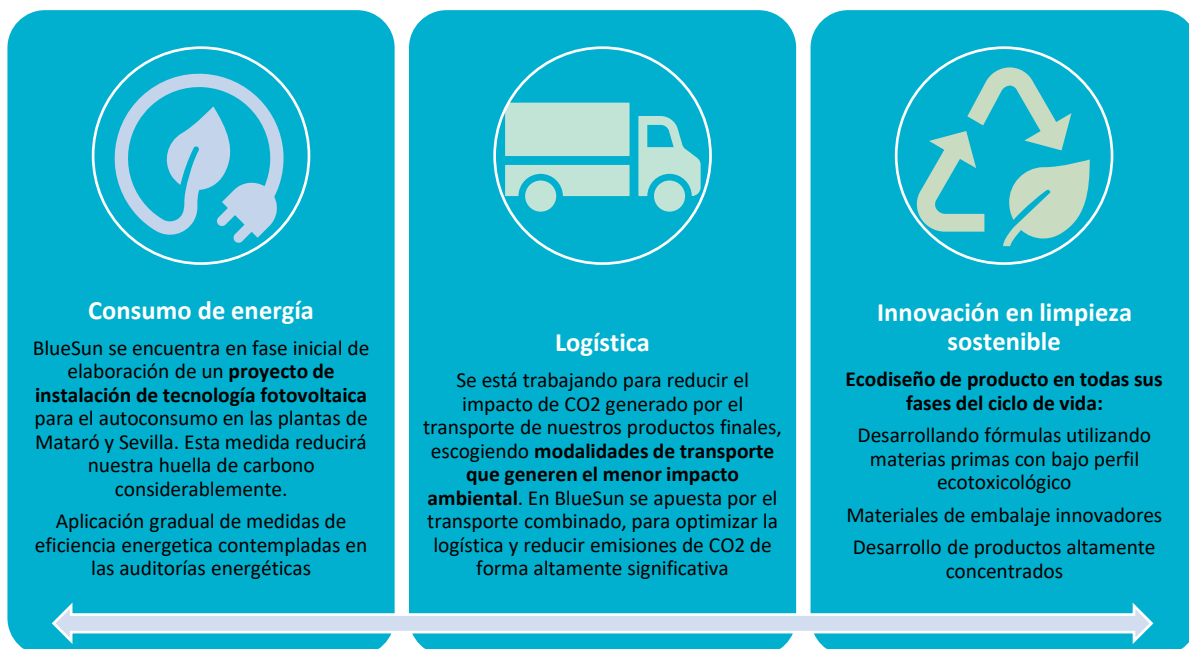 Consumo de energía
BlueSun se encuentra en fase inicial de
elaboración de un proyecto de
instalación de tecnología fotovoltaica
para el autoconsumo en las plantas de
Mataró y Sevilla. Esta medida reducirá
nuestra huella de carbono
considerablemente.
Aplicación gradual de medidas de
eficiencia energetica contempladas en
las auditorías energéticas
Logística
Se está trabajando para reducir el
impacto de CO2 generado por el
transporte de nuestros productos finales,
escogiendo modalidades de transporte
que generen el menor impacto
ambiental. En BlueSun se apuesta por el
transporte combinado, para optimizar la
logística y reducir emisiones de CO2 de
forma altamente significativa
Innovación en limpieza
sostenible
Ecodiseño de producto en todas sus
fases del ciclo de vida:
Desarrollando fórmulas utilizando
materias primas con bajo perfil
ecotoxicológico
Materiales de embalaje innovadores
Desarrollo de productos altamente
concentrados